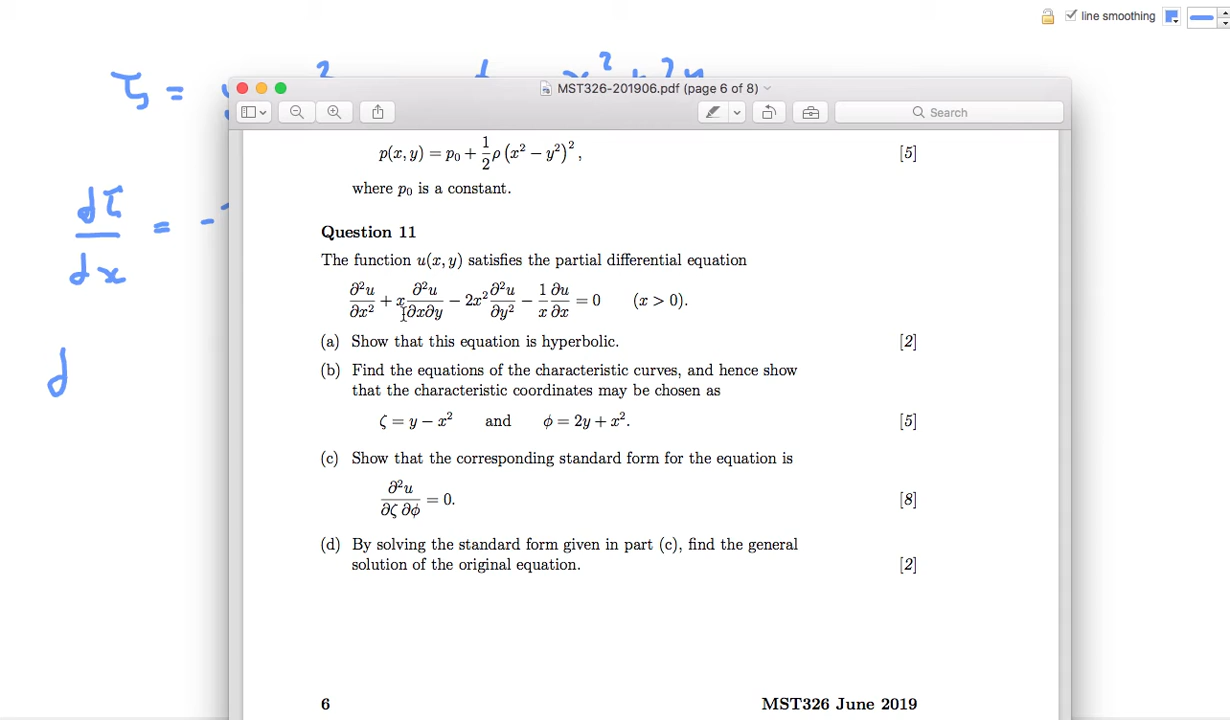 line smoothing
ζ = y 2 d x² + 2y
MST326-201906.pdf (page 6 of 8)
Search
p(x, y) = p₀ + 1/2 ρ (x² − y²)², [5]
where p₀ is a constant.
dζ/dx = -
Question 11
The function u(x, y) satisfies the partial differential equation
∂²u/∂x² + x ∂²u/∂x∂y − 2x² ∂²u/∂y² − 1/x ∂u/∂x = 0 (x > 0).
(a) Show that this equation is hyperbolic. [2]
(b) Find the equations of the characteristic curves, and hence show
that the characteristic coordinates may be chosen as
d
ζ = y − x² and ϕ = 2y + x². [5]
(c) Show that the corresponding standard form for the equation is
∂²u/∂ζ ∂ϕ = 0. [8]
(d) By solving the standard form given in part (c), find the general
solution of the original equation. [2]
6 MST326 June 2019